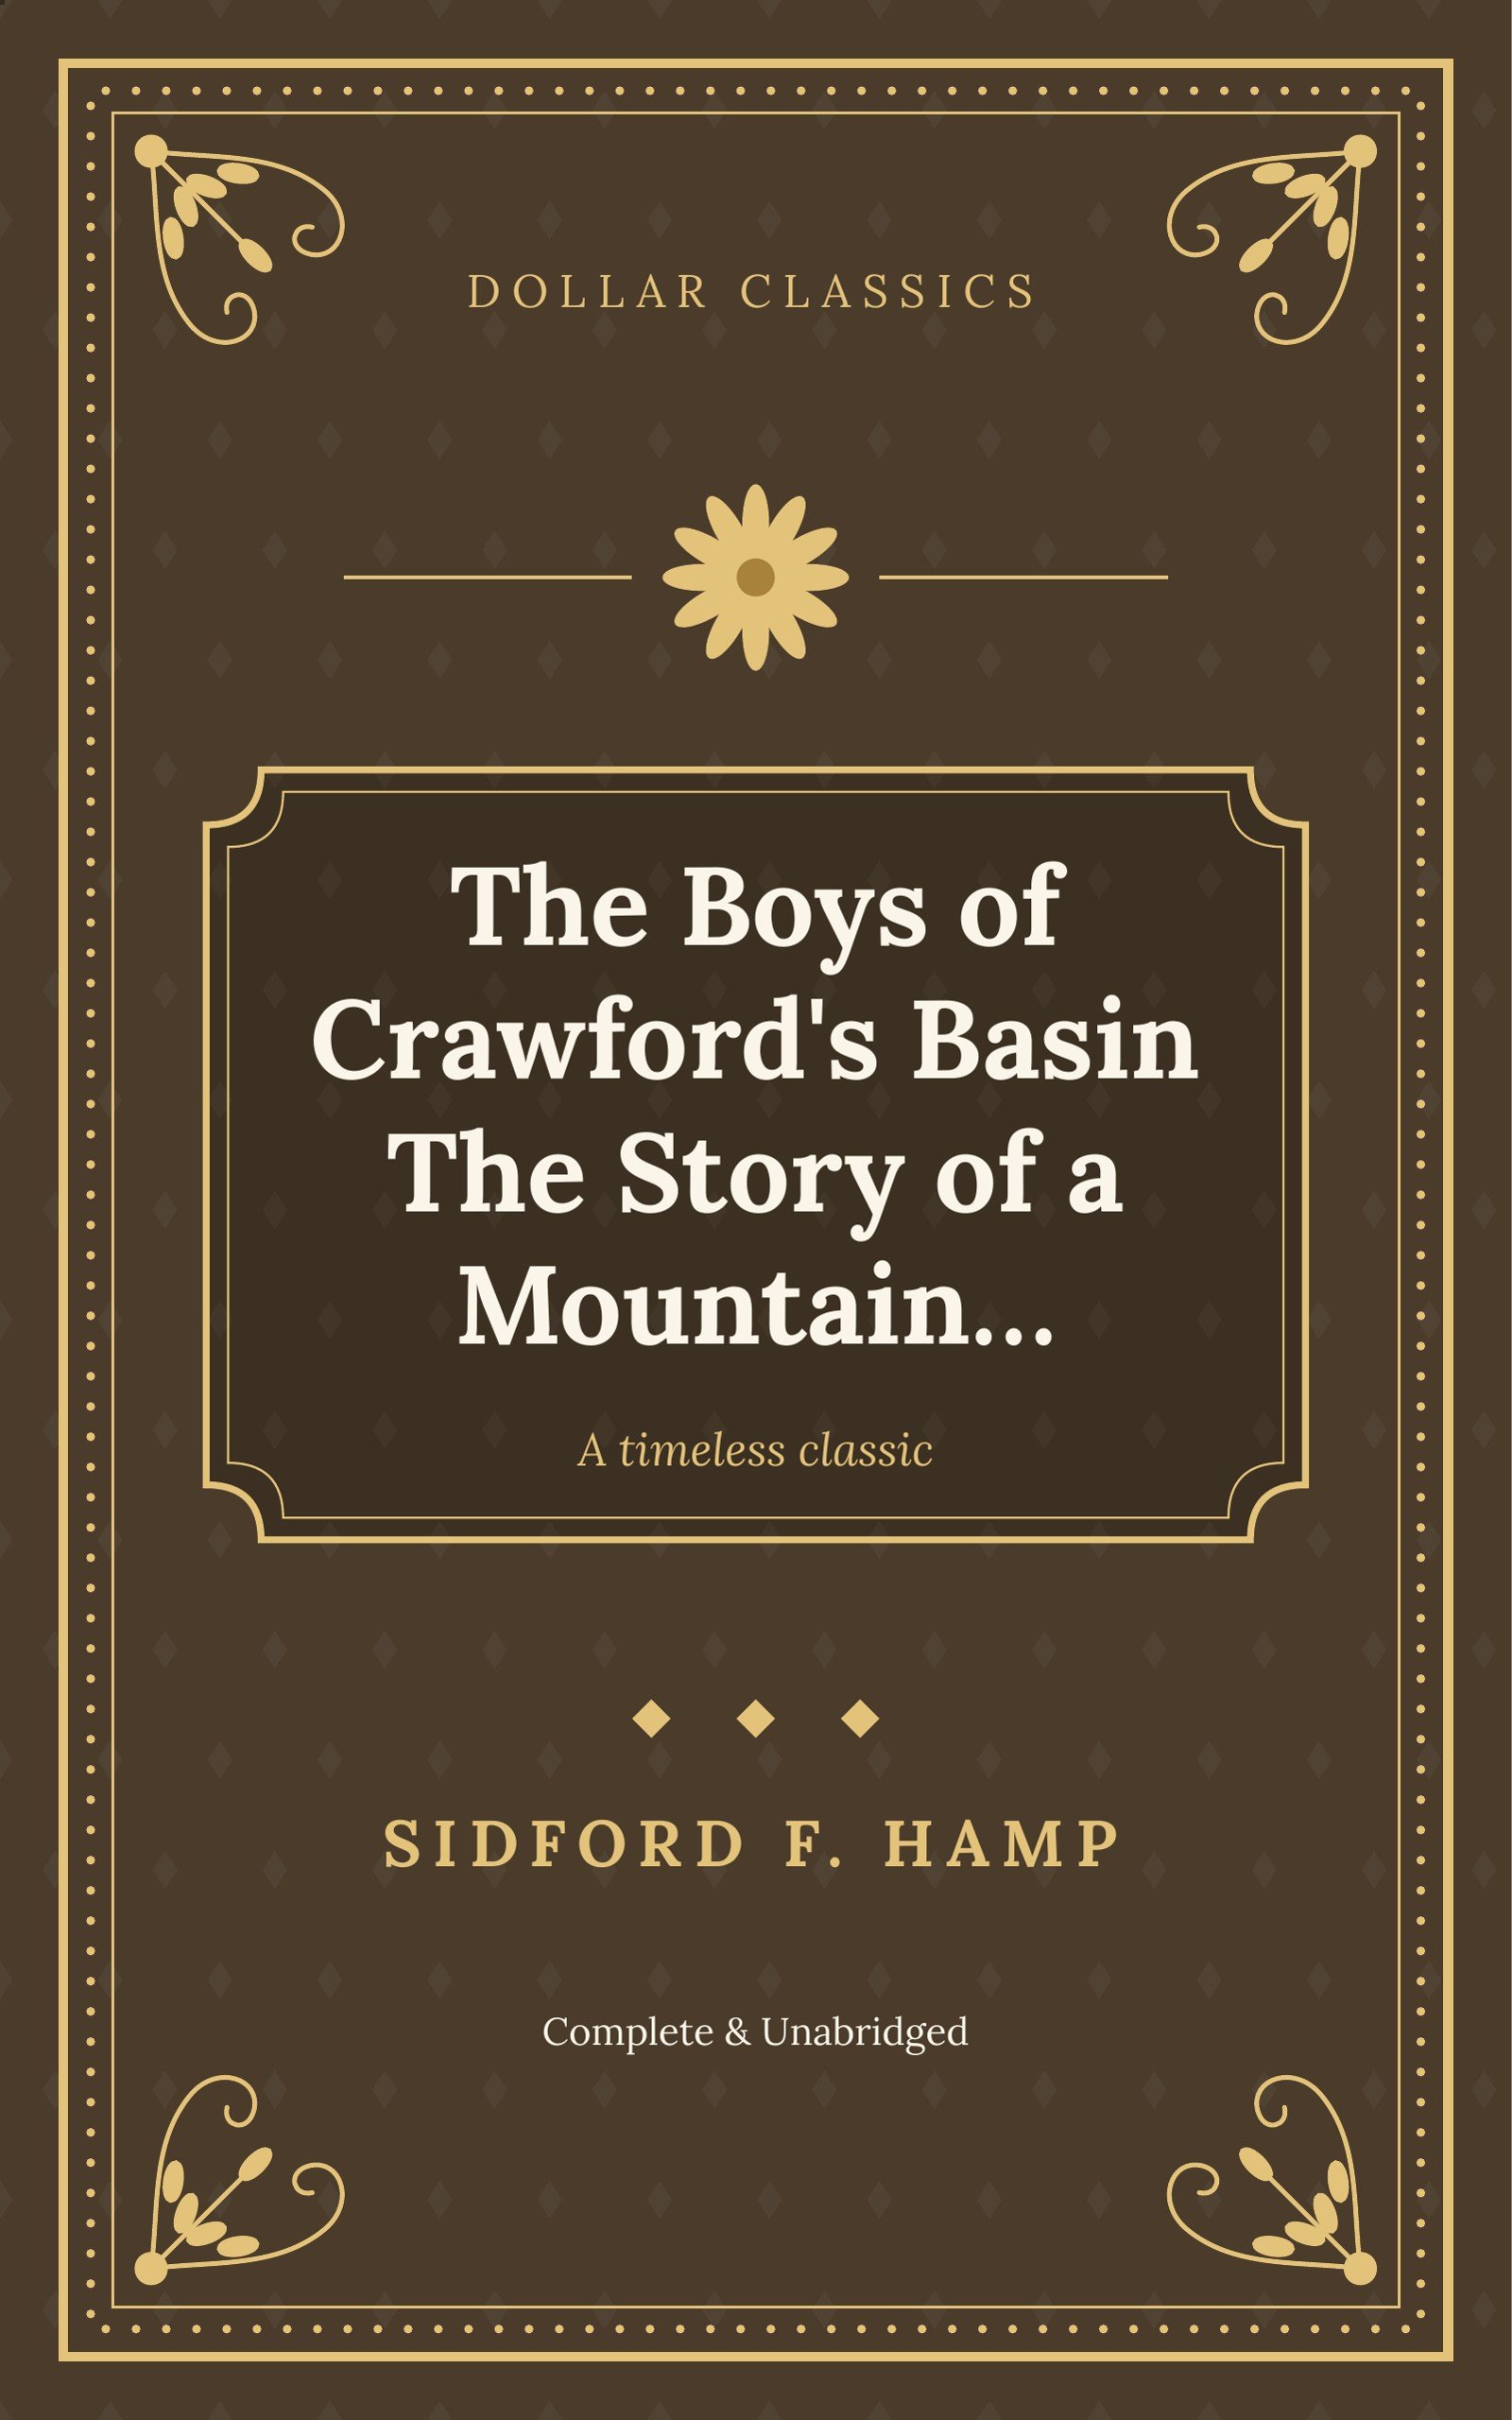 DOLLAR CLASSICS
The Boys of
Crawford's Basin
The Story of a
Mountain...
A timeless classic
SIDFORD F. HAMP
Complete & Unabridged